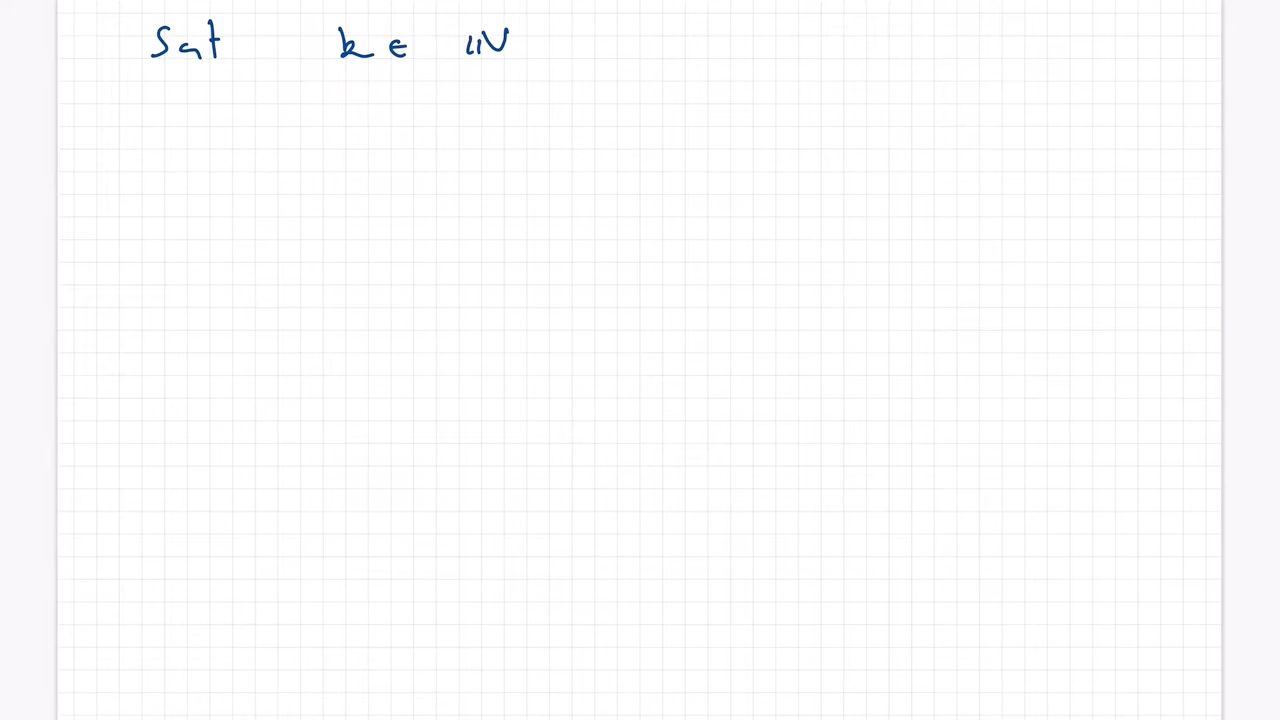 Sat k ∈ ℕ